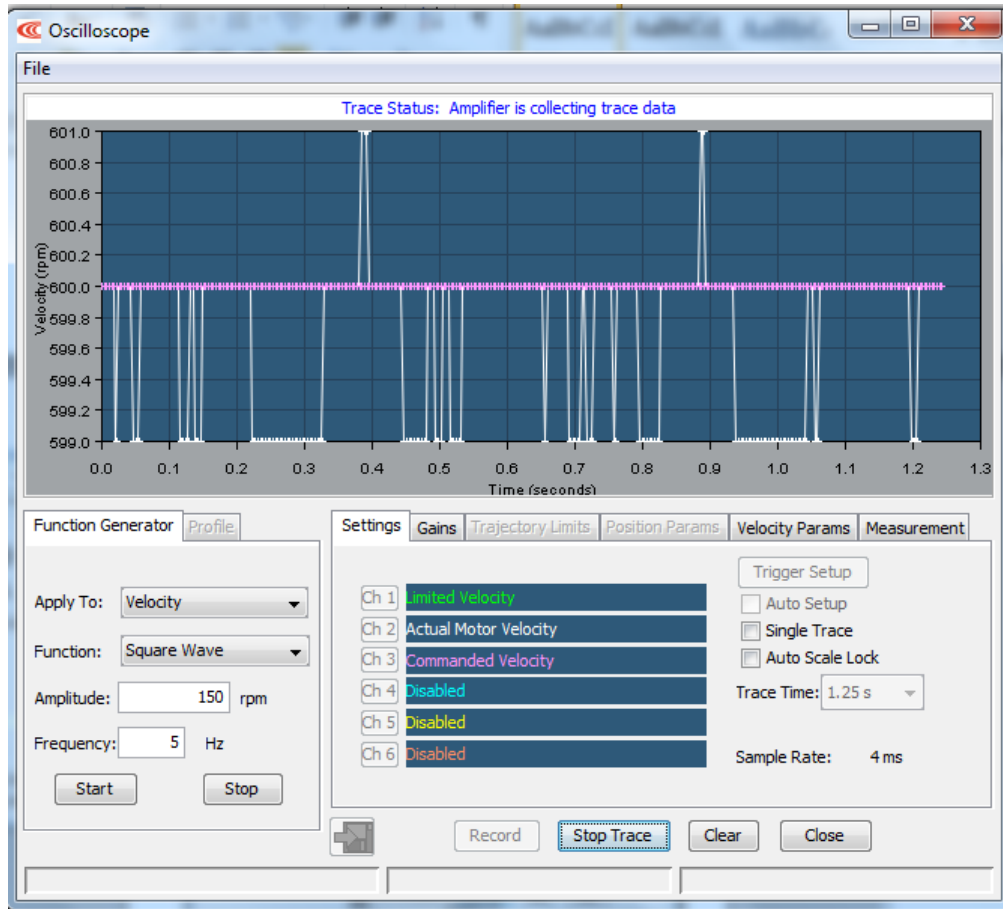 Oscilloscope
File
Trace Status: Amplifier is collecting trace data
Velocity (rpm)
601.0
600.8
600.6
600.4
600.2
600.0
599.8
599.6
599.4
599.2
599.0
0.0 0.1 0.2 0.3 0.4 0.5 0.6 0.7 0.8 0.9 1.0 1.1 1.2 1.3
Time (seconds)
Function Generator Profile
Apply To: Velocity
Function: Square Wave
Amplitude: 150 rpm
Frequency: 5 Hz
Start Stop
Settings Gains Trajectory Limits Position Params Velocity Params Measurement
Ch 1 Limited Velocity
Ch 2 Actual Motor Velocity
Ch 3 Commanded Velocity
Ch 4 Disabled
Ch 5 Disabled
Ch 6 Disabled
Trigger Setup
Auto Setup
Single Trace
Auto Scale Lock
Trace Time: 1.25 s
Sample Rate: 4 ms
Record Stop Trace Clear Close